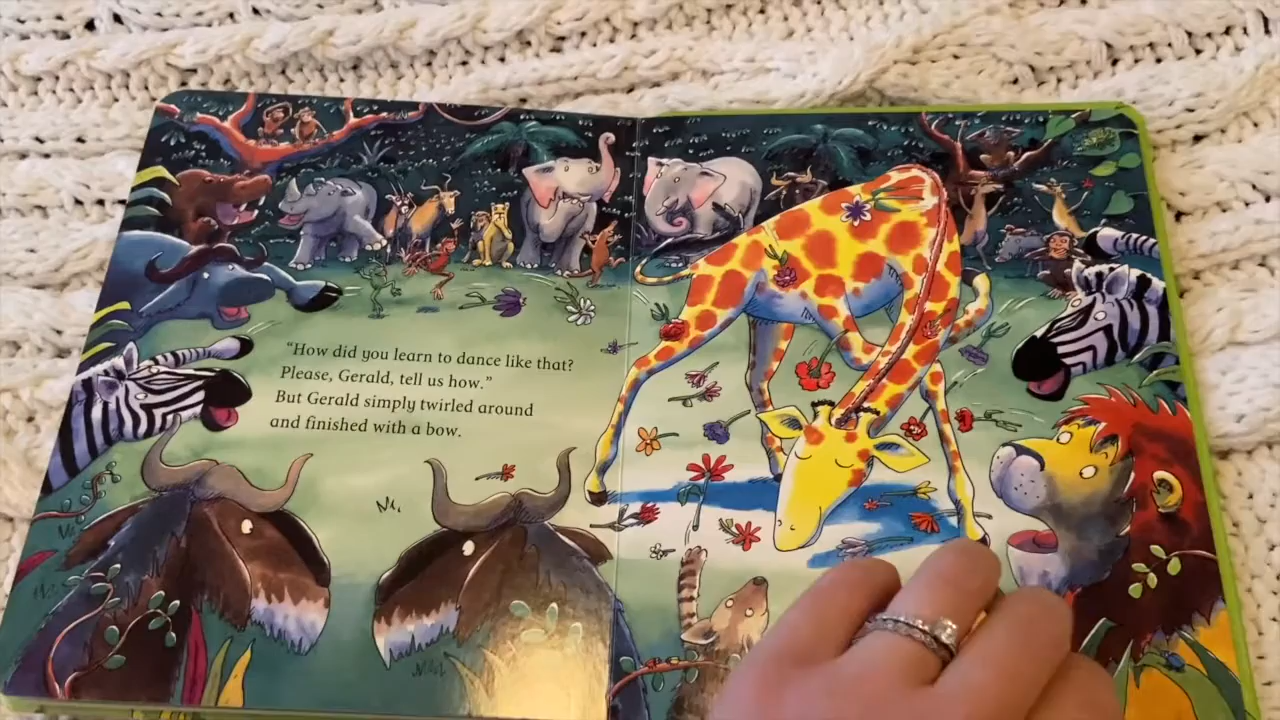 “How did you learn to dance like that?
Please, Gerald, tell us how.”
But Gerald simply twirled around
and finished with a bow.